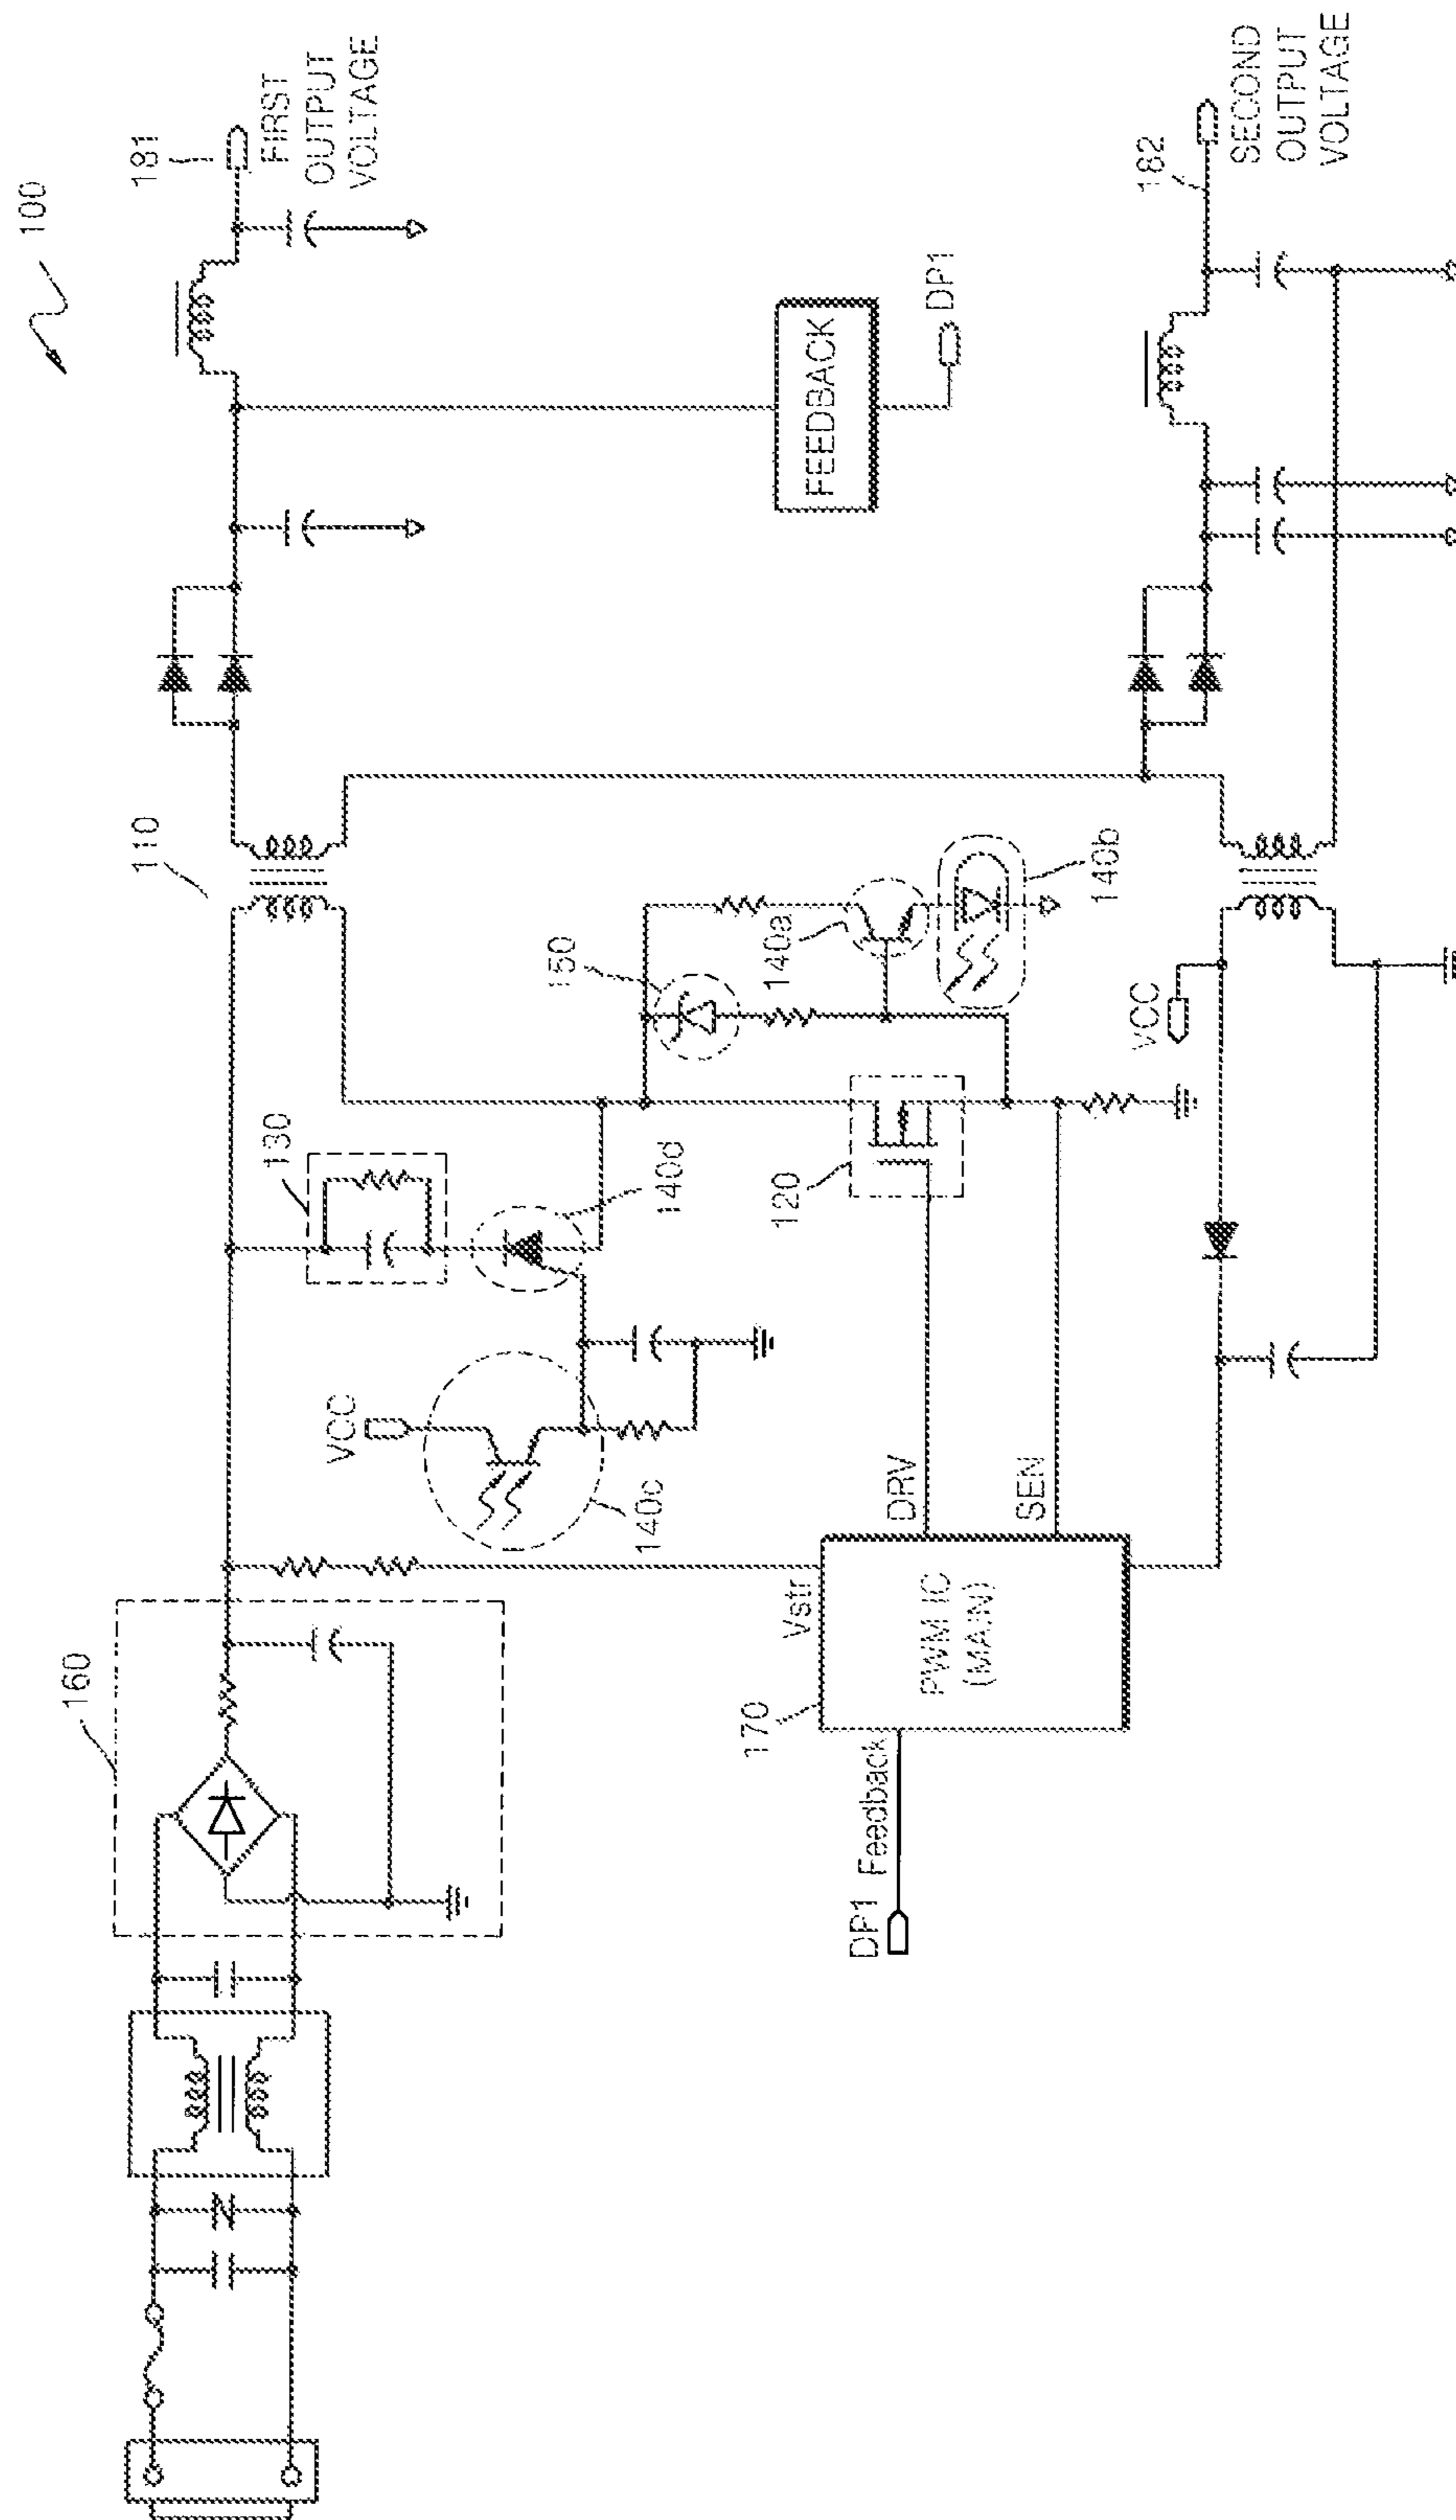 100
160
110
181
FIRST
OUTPUT
VOLTAGE
130
140d
VCC
140c
150
140a
140b
FEEDBACK
DP1
120
DRV
SEN
Vstr
170
PWM IC
(MAIN)
DP1 Feedback
VCC
182
SECOND
OUTPUT
VOLTAGE